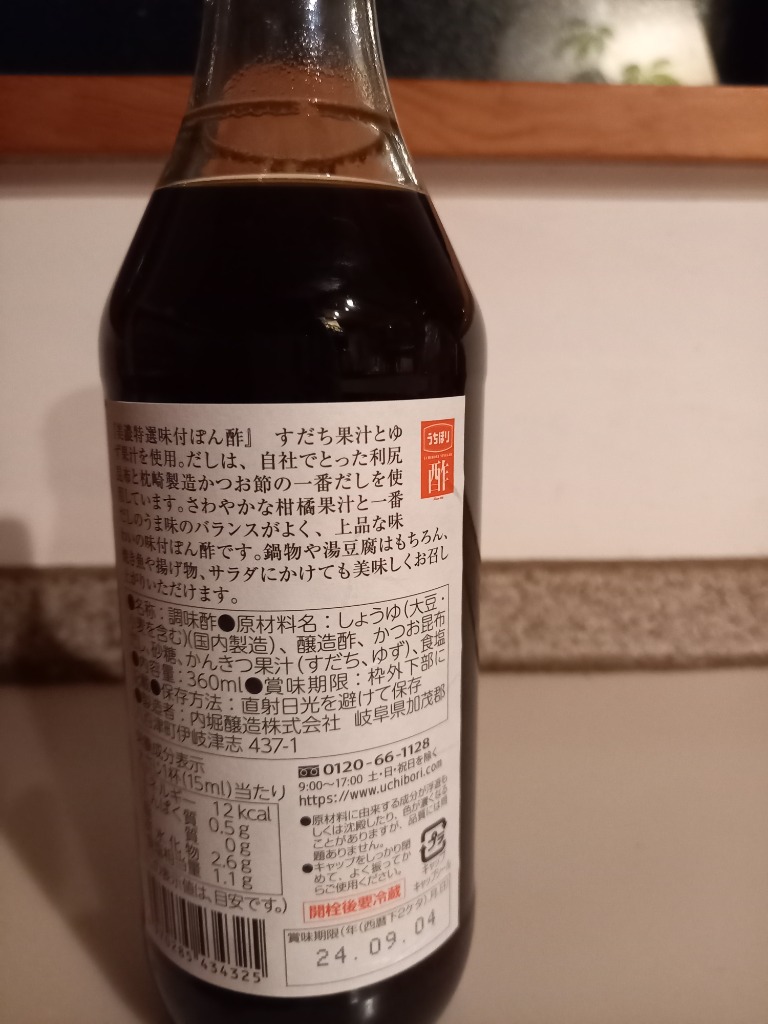 濃特選味付ぽん酢』 すだち果汁とゆ
ず果汁を使用。だしは、自社でとった利尻
昆布と枕崎製造かつお節の一番だしを使
用しています。さわやかな柑橘果汁と一番
だしのうま味のバランスがよく、上品な味
わいの味付ぽん酢です。鍋物や湯豆腐はもちろん、
焼き魚や揚げ物、サラダにかけても美味しくお召し
上がりいただけます。
うちぼり
酢
●名称：調味酢●原材料名：しょうゆ(大豆・
小麦を含む)(国内製造)、醸造酢、かつお昆布
だし、砂糖、かんきつ果汁(すだち、ゆず)、食塩
●内容量：360ml●賞味期限：枠外下部に
●保存方法：直射日光を避けて保存
●製造者：内堀醸造株式会社 岐阜県加茂郡
津町伊岐津志 437-1
成分表示
1杯(15ml)当たり
エネルギー 12kcal
たんぱく質 0.5g
脂質 0g
炭水化物 2.6g
食塩相当量 1.1g
(表示値は、目安です。)
0120-66-1128
9:00〜17:00 土・日・祝日を除く
https://www.uchibori.com
●原材料に由来する成分が浮遊も
しくは沈殿したり、色が濃くなる
ことがありますが、品質には問
題ありません。
●キャップをしっかり閉
めて、よく振ってか
らご使用ください。
プラ
キャップ
開栓後要冷蔵
賞味期限(年(西暦下2ケタ)月日)
24.09.04
434325